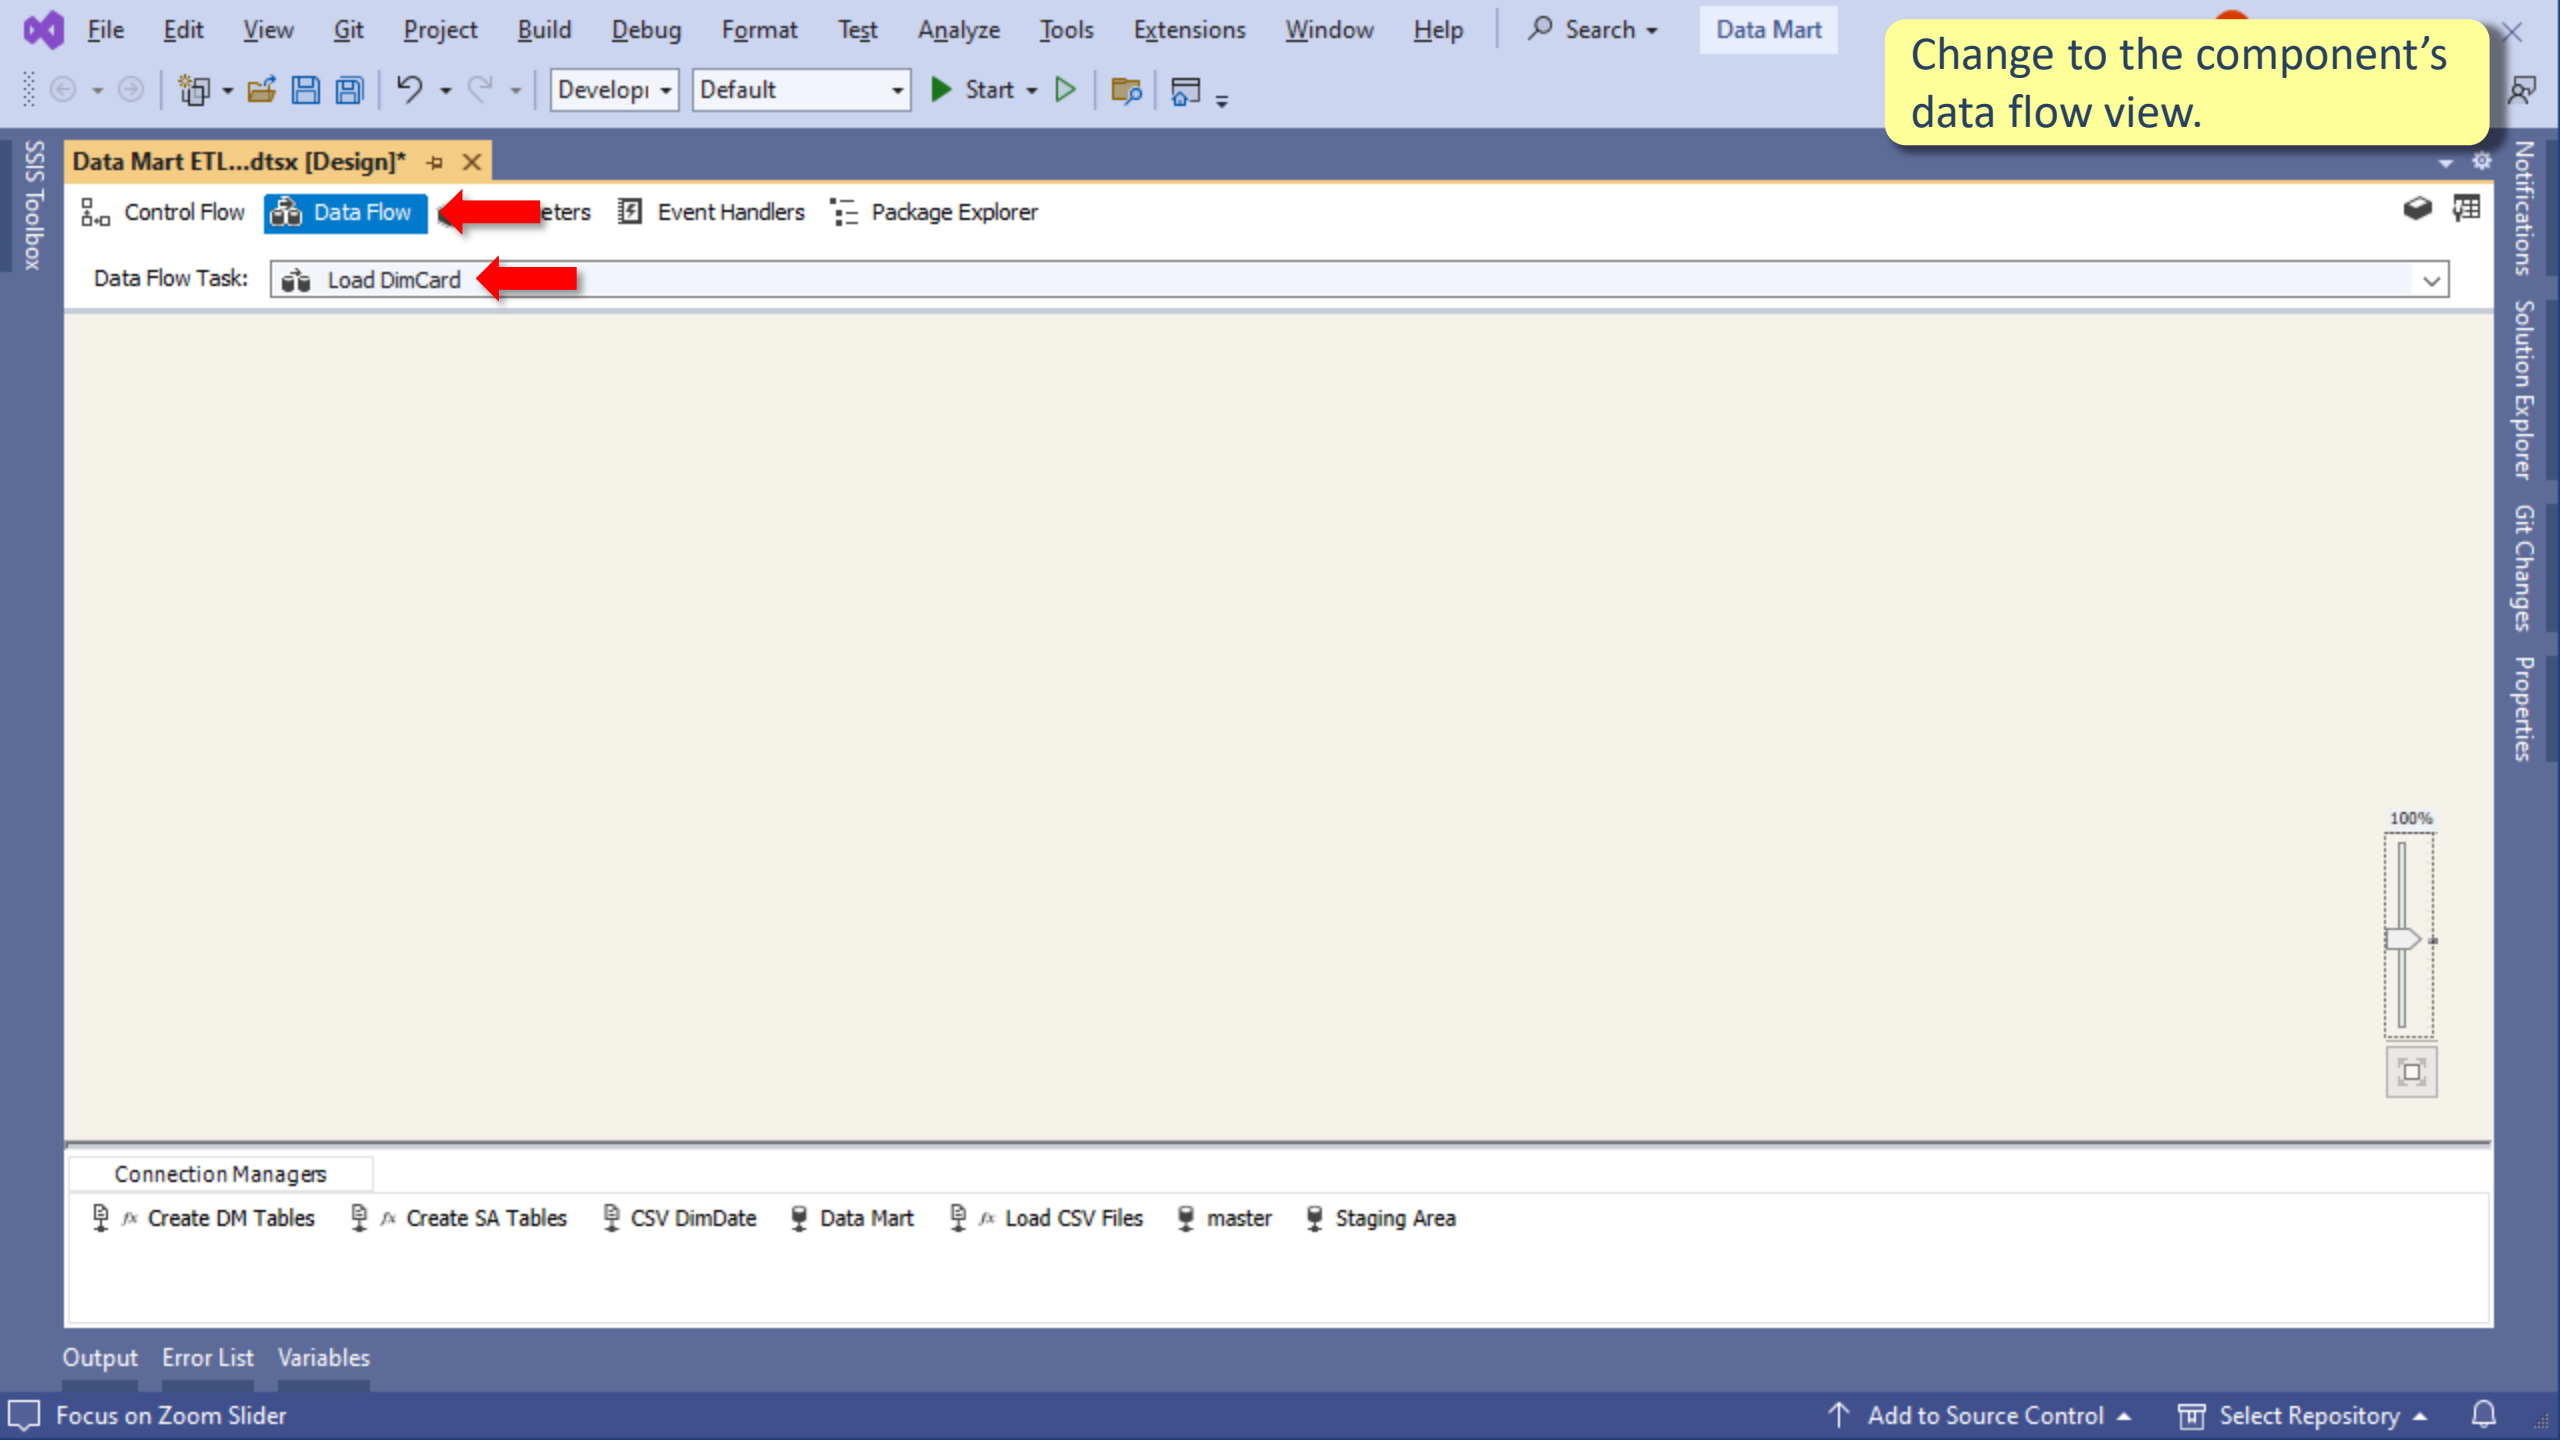 File Edit View Git Project Build Debug Format Test Analyze Tools Extensions Window Help Search Data Mart
Change to the component's
data flow view.
Default Start
SSIS Toolbox
Data Mart ETL...dtsx [Design]*
Control Flow Data Flow Event Handlers Package Explorer
Data Flow Task: Load DimCard
Notifications
Solution Explorer
Git Changes
Properties
100%
Connection Managers
fx Create DM Tables fx Create SA Tables CSV DimDate Data Mart fx Load CSV Files master Staging Area
Output Error List Variables
Focus on Zoom Slider Add to Source Control Select Repository